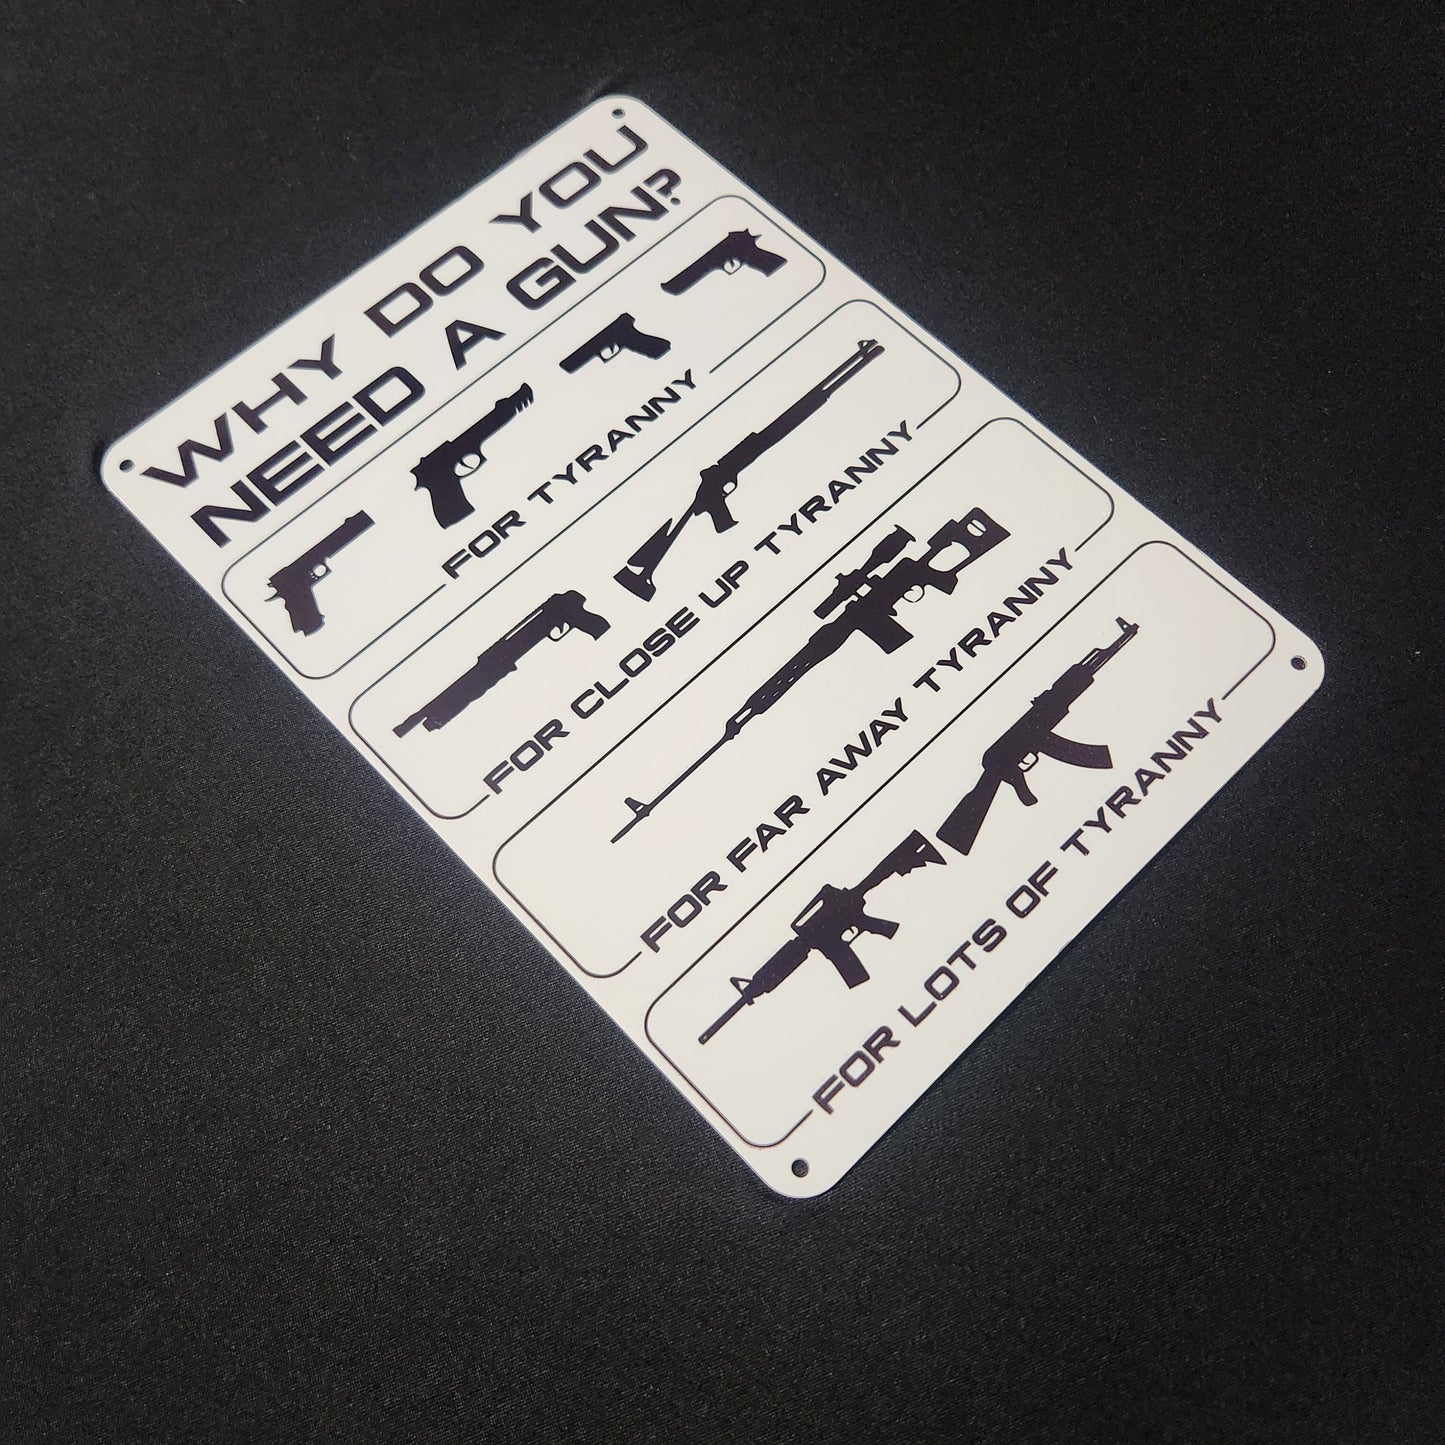 WHY DO YOU
NEED A GUN?
FOR TYRANNY
FOR CLOSE UP TYRANNY
FOR FAR AWAY TYRANNY
FOR LOTS OF TYRANNY